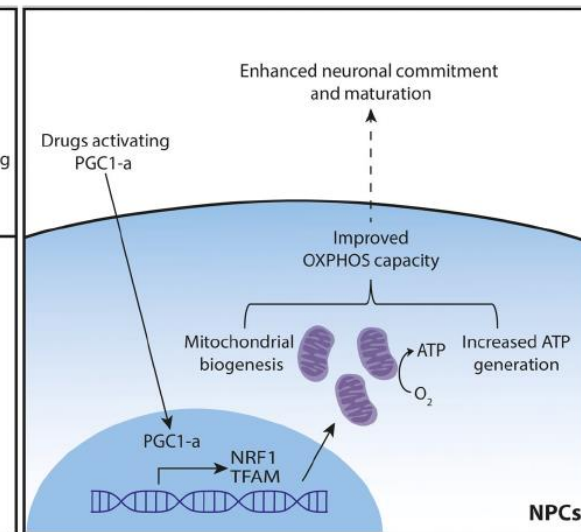 Enhanced neuronal commitment
and maturation
Drugs activating
PGC1-a
g
Improved
OXPHOS capacity
Mitochondrial
biogenesis
ATP
O2
Increased ATP
generation
PGC1-a
NRF1
TFAM
NPCs